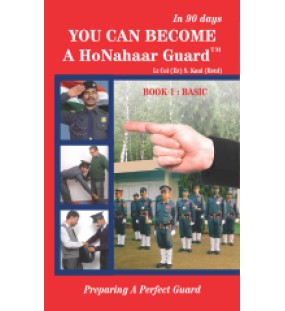 In 90 days
YOU CAN BECOME
A HoNahaar Guard™
Lt Col (Dr) S. Kaul (Retd)
BOOK 1 : BASIC
Preparing A Perfect Guard